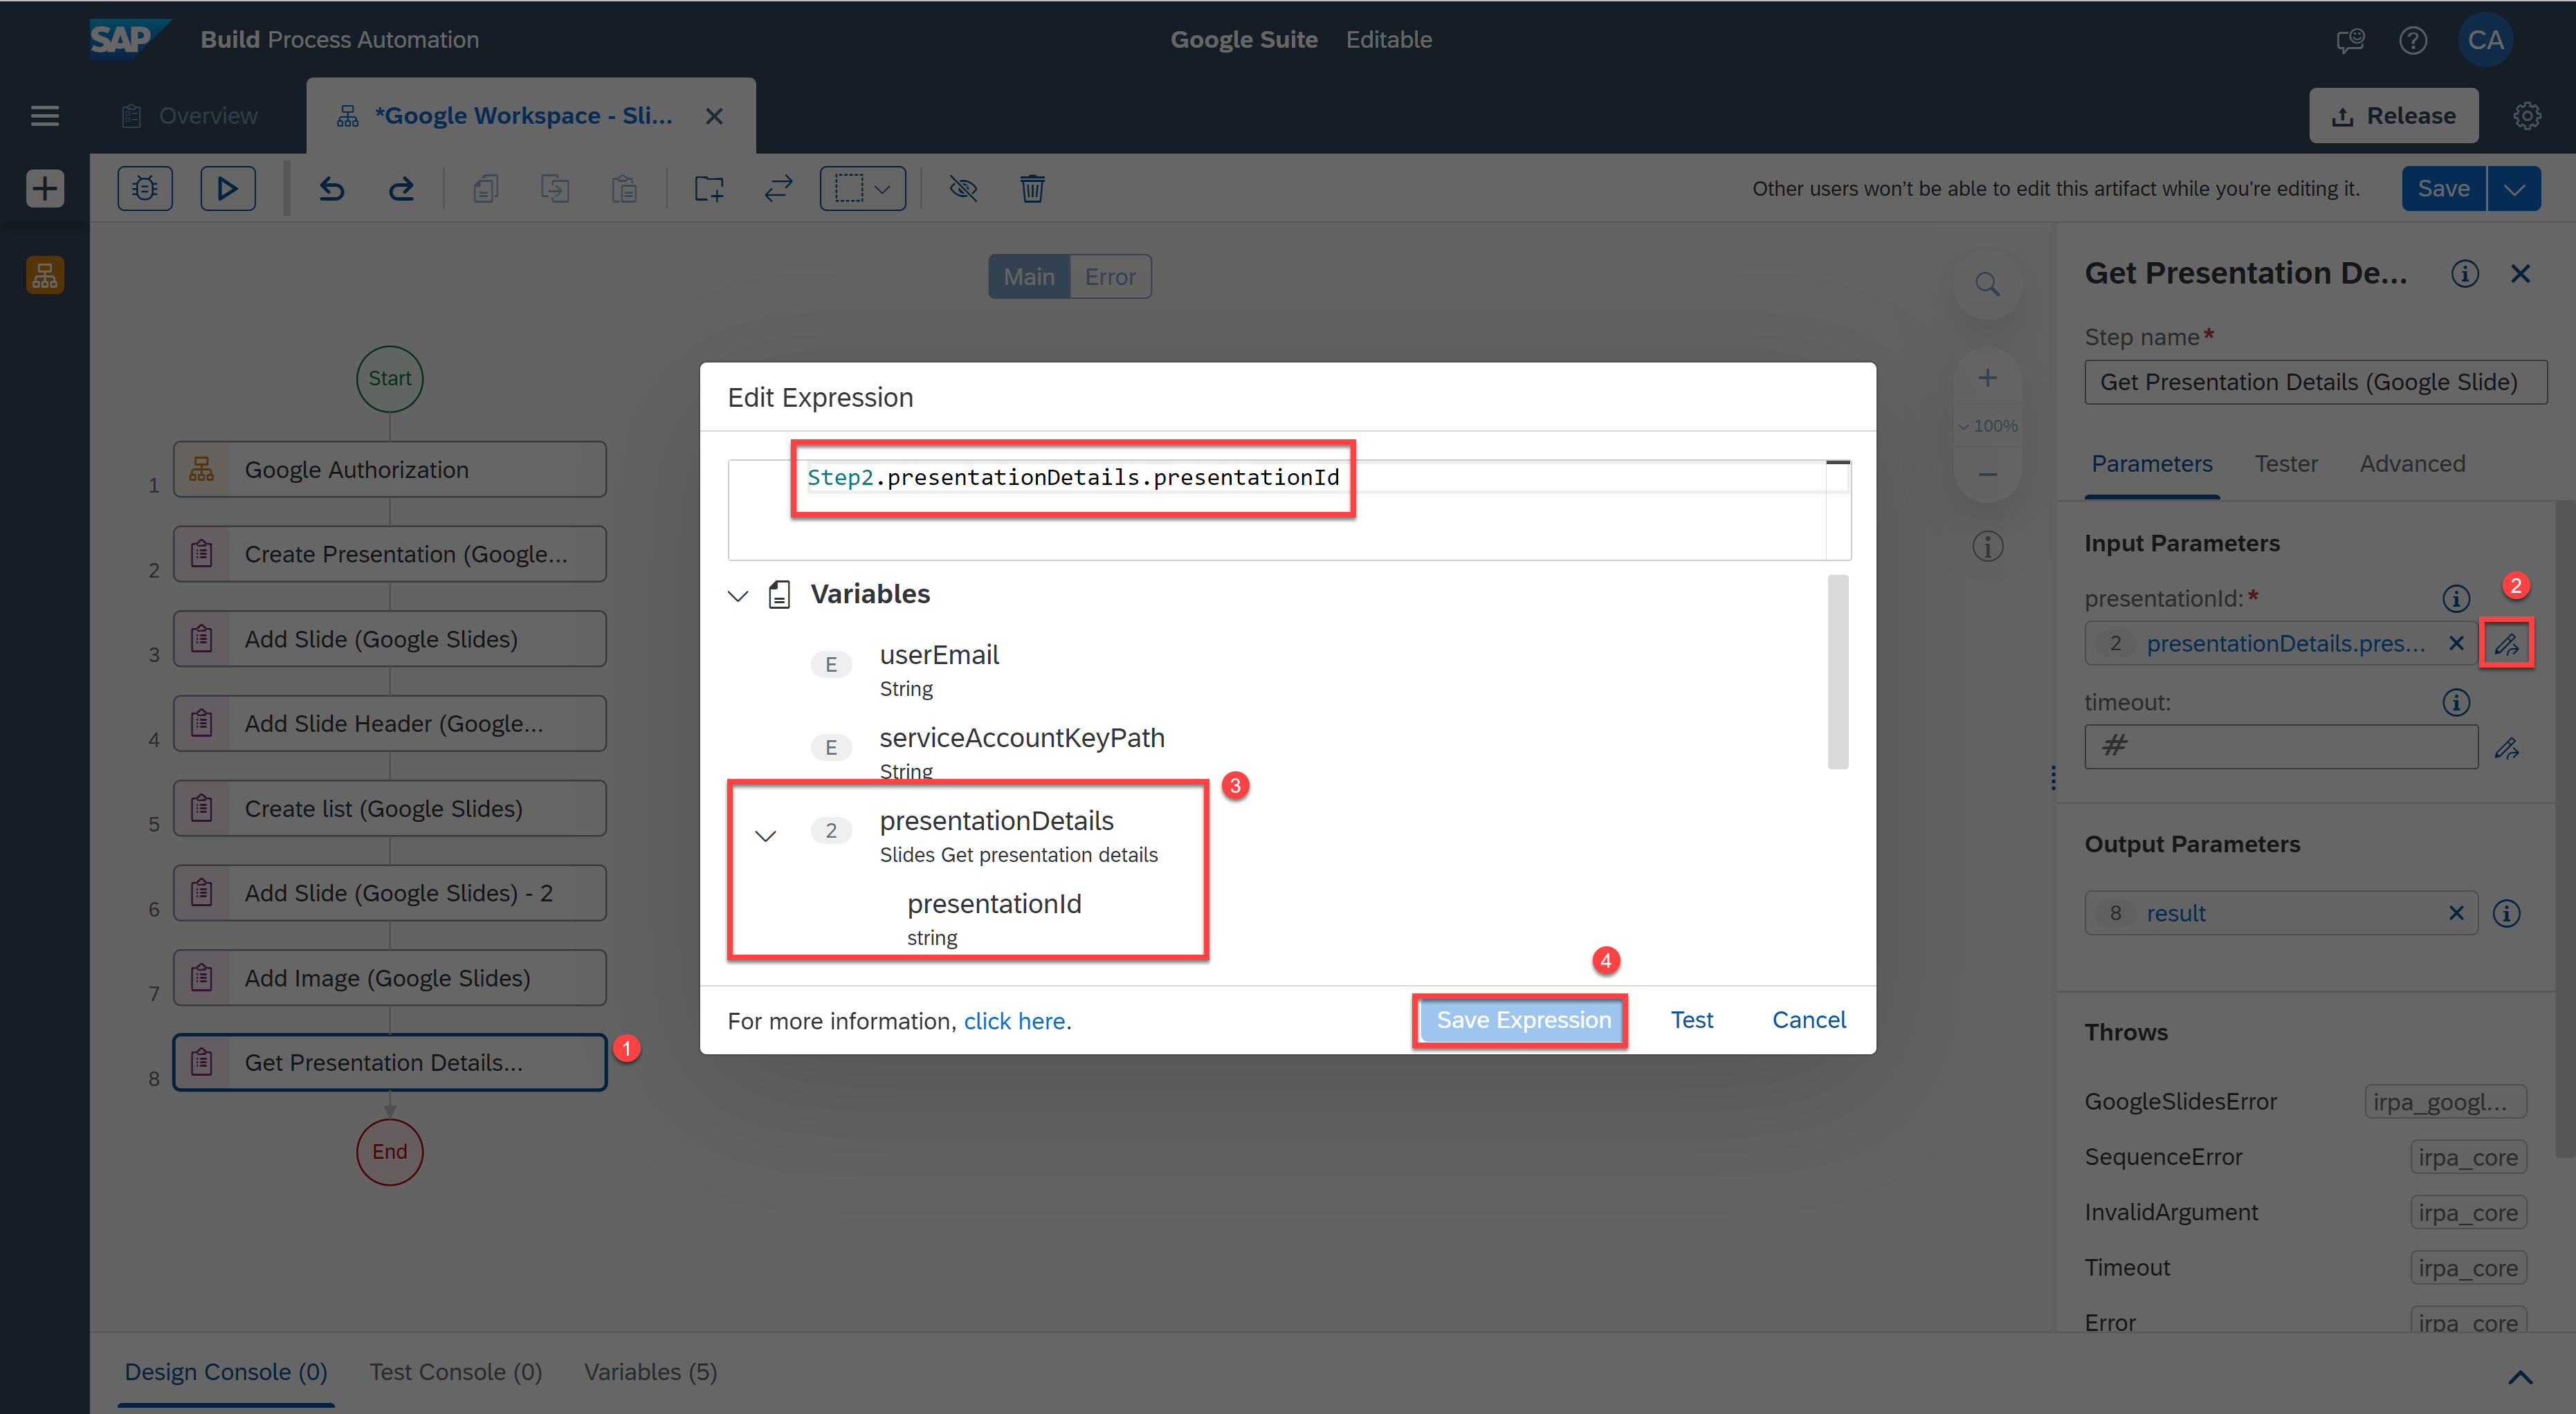 SAP Build Process Automation
Google Suite Editable
CA
Overview
*Google Workspace - Sli...
Release
Other users won't be able to edit this artifact while you're editing it.
Save
Main Error
Start
1 Google Authorization
2 Create Presentation (Google...
3 Add Slide (Google Slides)
4 Add Slide Header (Google...
5 Create list (Google Slides)
6 Add Slide (Google Slides) - 2
7 Add Image (Google Slides)
8 Get Presentation Details...
1
End
100%
Edit Expression
Step2.presentationDetails.presentationId
Variables
E userEmail
String
E serviceAccountKeyPath
String
3
2 presentationDetails
Slides Get presentation details
presentationId
string
4
For more information, click here.
Save Expression Test Cancel
Get Presentation De...
Step name*
Get Presentation Details (Google Slide)
Parameters Tester Advanced
Input Parameters
presentationId:*
2
2 presentationDetails.pres...
timeout:
#
Output Parameters
8 result
Throws
GoogleSlidesError irpa_googl...
SequenceError irpa_core
InvalidArgument irpa_core
Timeout irpa_core
Error irpa_core
Design Console (0) Test Console (0) Variables (5)